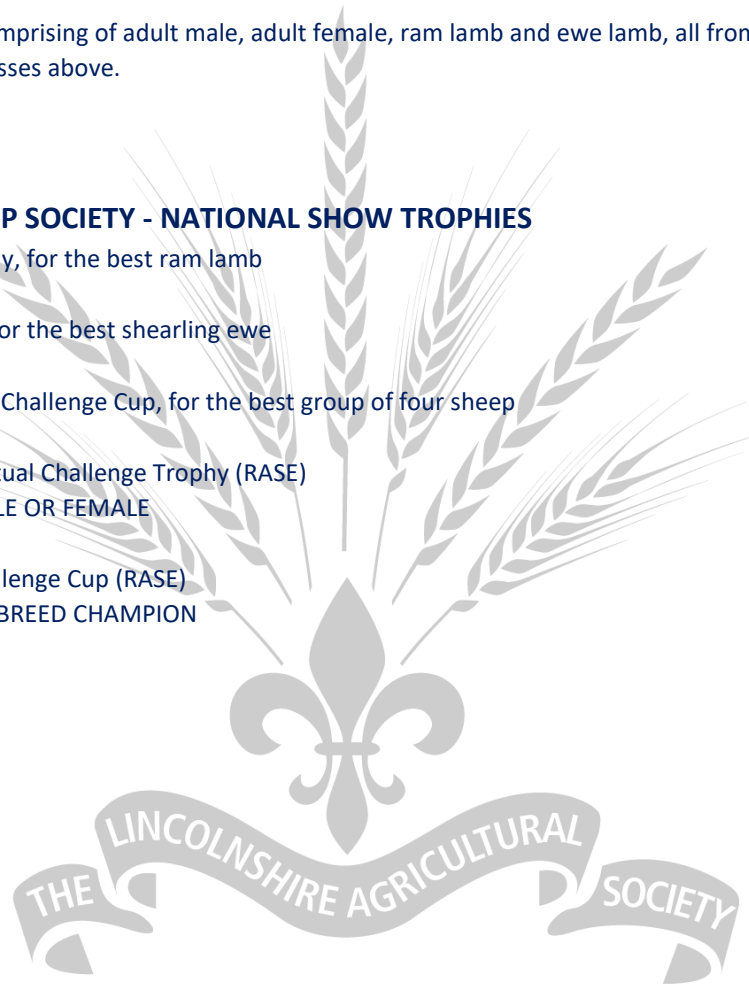 mprising of adult male, adult female, ram lamb and ewe lamb, all from
sses above.
P SOCIETY - NATIONAL SHOW TROPHIES
y, for the best ram lamb
or the best shearling ewe
Challenge Cup, for the best group of four sheep
tual Challenge Trophy (RASE)
LE OR FEMALE
lenge Cup (RASE)
BREED CHAMPION
THE LINCOLNSHIRE AGRICULTURAL SOCIETY